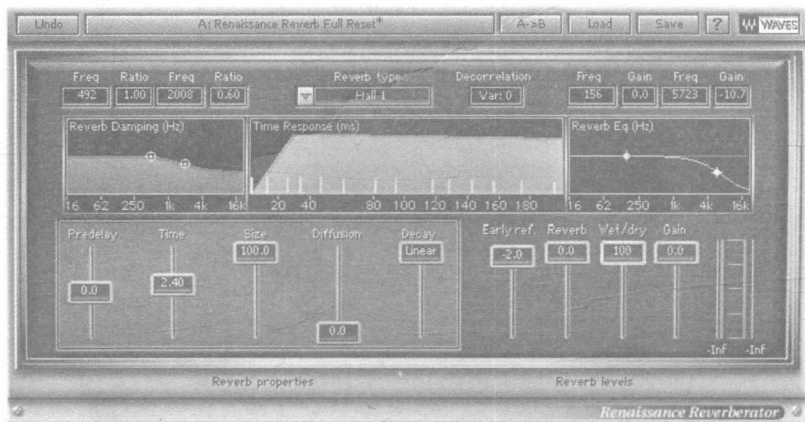 Undo A: Renaissance Reverb Full Reset* A->B Load Save ? WAVES
Freq Ratio Freq Ratio Reverb type Decorrelation Freq Gain Freq Gain
492 1.00 2008 0.60 Hall 1 Var: 0 156 0.0 5723 -10.7
Reverb Damping (Hz) Time Response (ms) Reverb Eq (Hz)
16 62 250 1k 4k 16k 20 40 80 100 120 140 160 180 16 62 250 1k 4k 16k
Predelay Time Size Diffusion Decay Early ref. Reverb Wet/dry Gain
0.0 2.40 100.0 0.0 Linear -2.0 0.0 100 0.0
-Inf -Inf
Reverb properties Reverb levels
Renaissance Reverberator